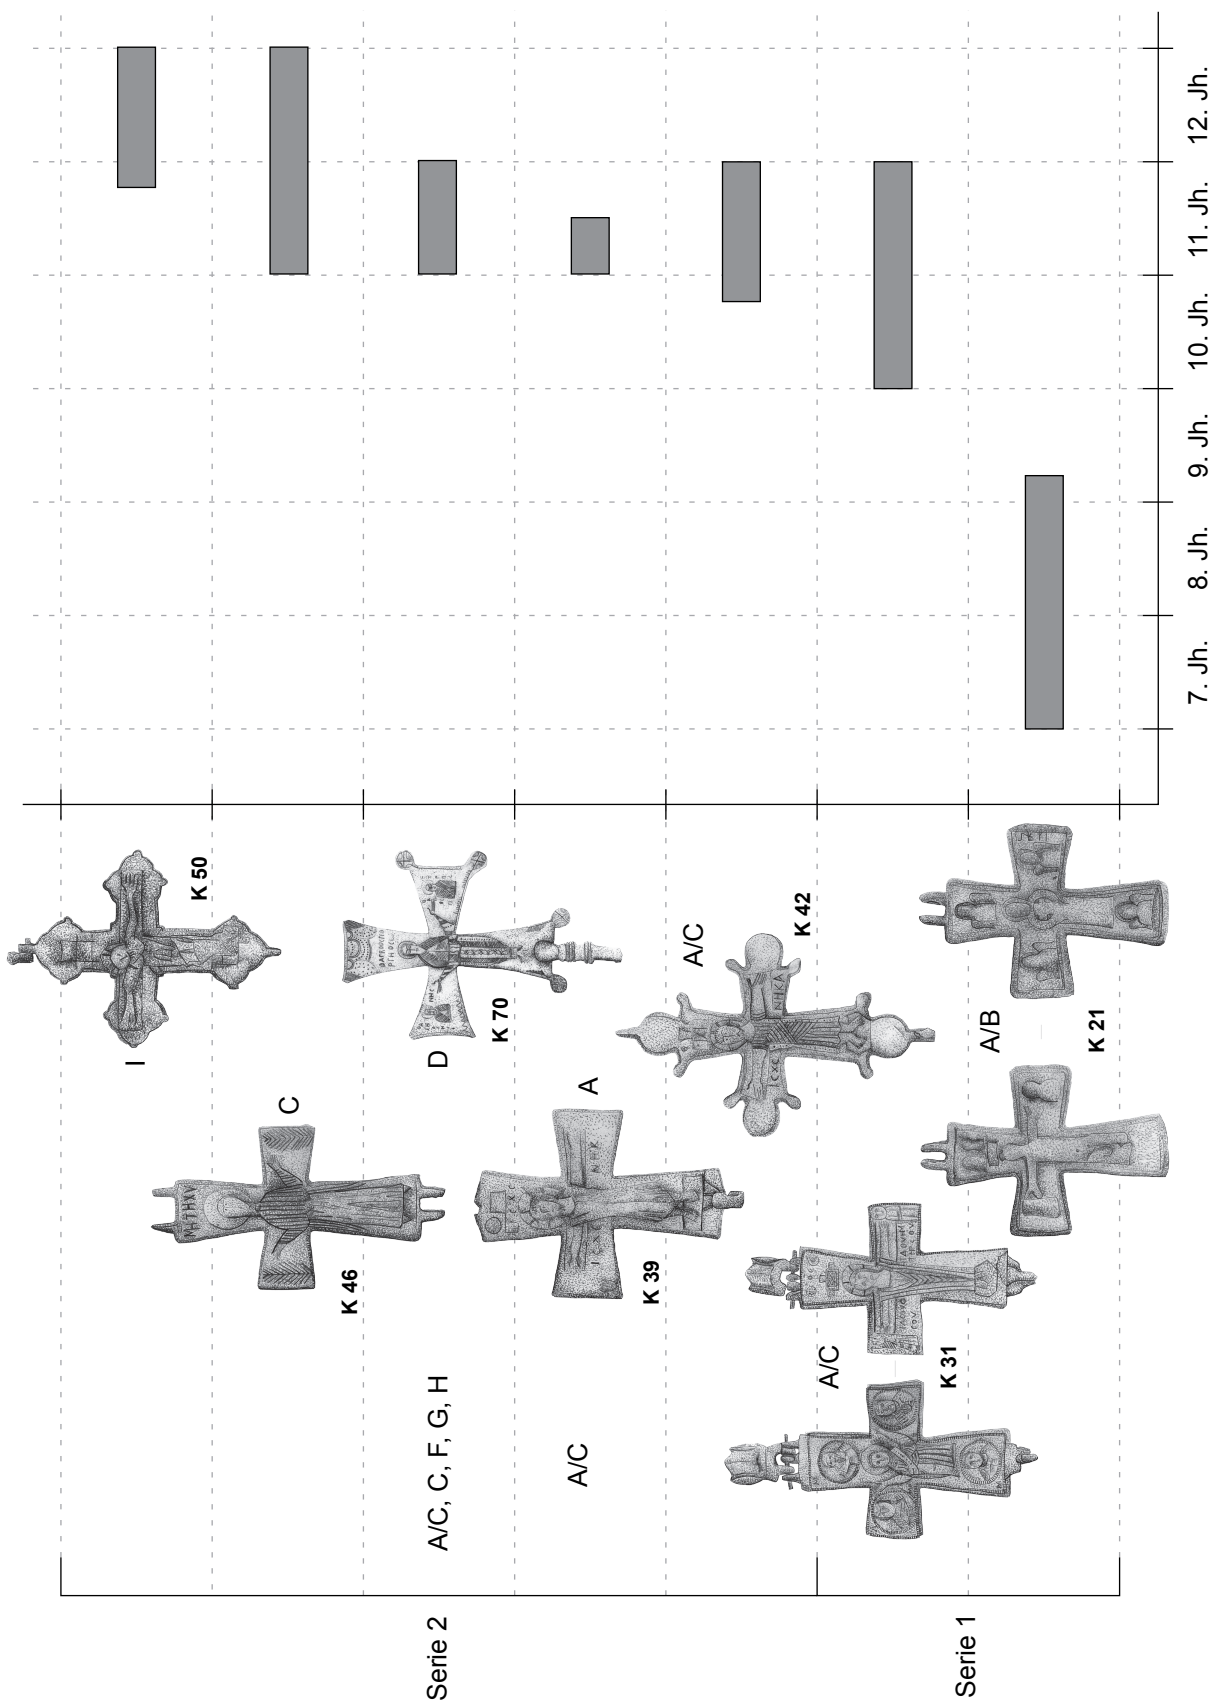 Serie 2
Serie 1
I
K 50
C
K 46
A/C, C, F, G, H
D
K 70
A/C
A
K 39
A/C
K 42
A/C
K 31
A/B
K 21
7. Jh.
8. Jh.
9. Jh.
10. Jh.
11. Jh.
12. Jh.